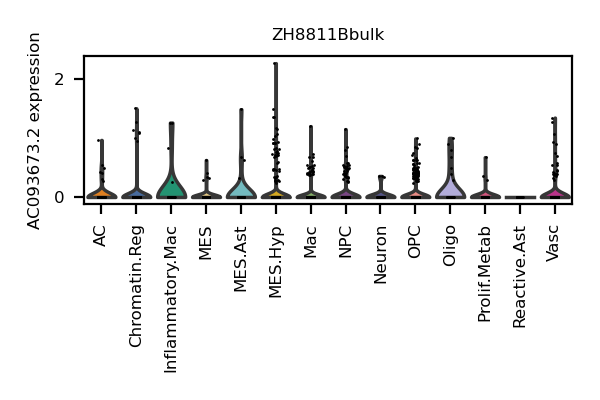 ZH8811Bbulk
AC093673.2 expression
2
0
AC
Chromatin.Reg
Inflammatory.Mac
MES
MES.Ast
MES.Hyp
Mac
NPC
Neuron
OPC
Oligo
Prolif.Metab
Reactive.Ast
Vasc